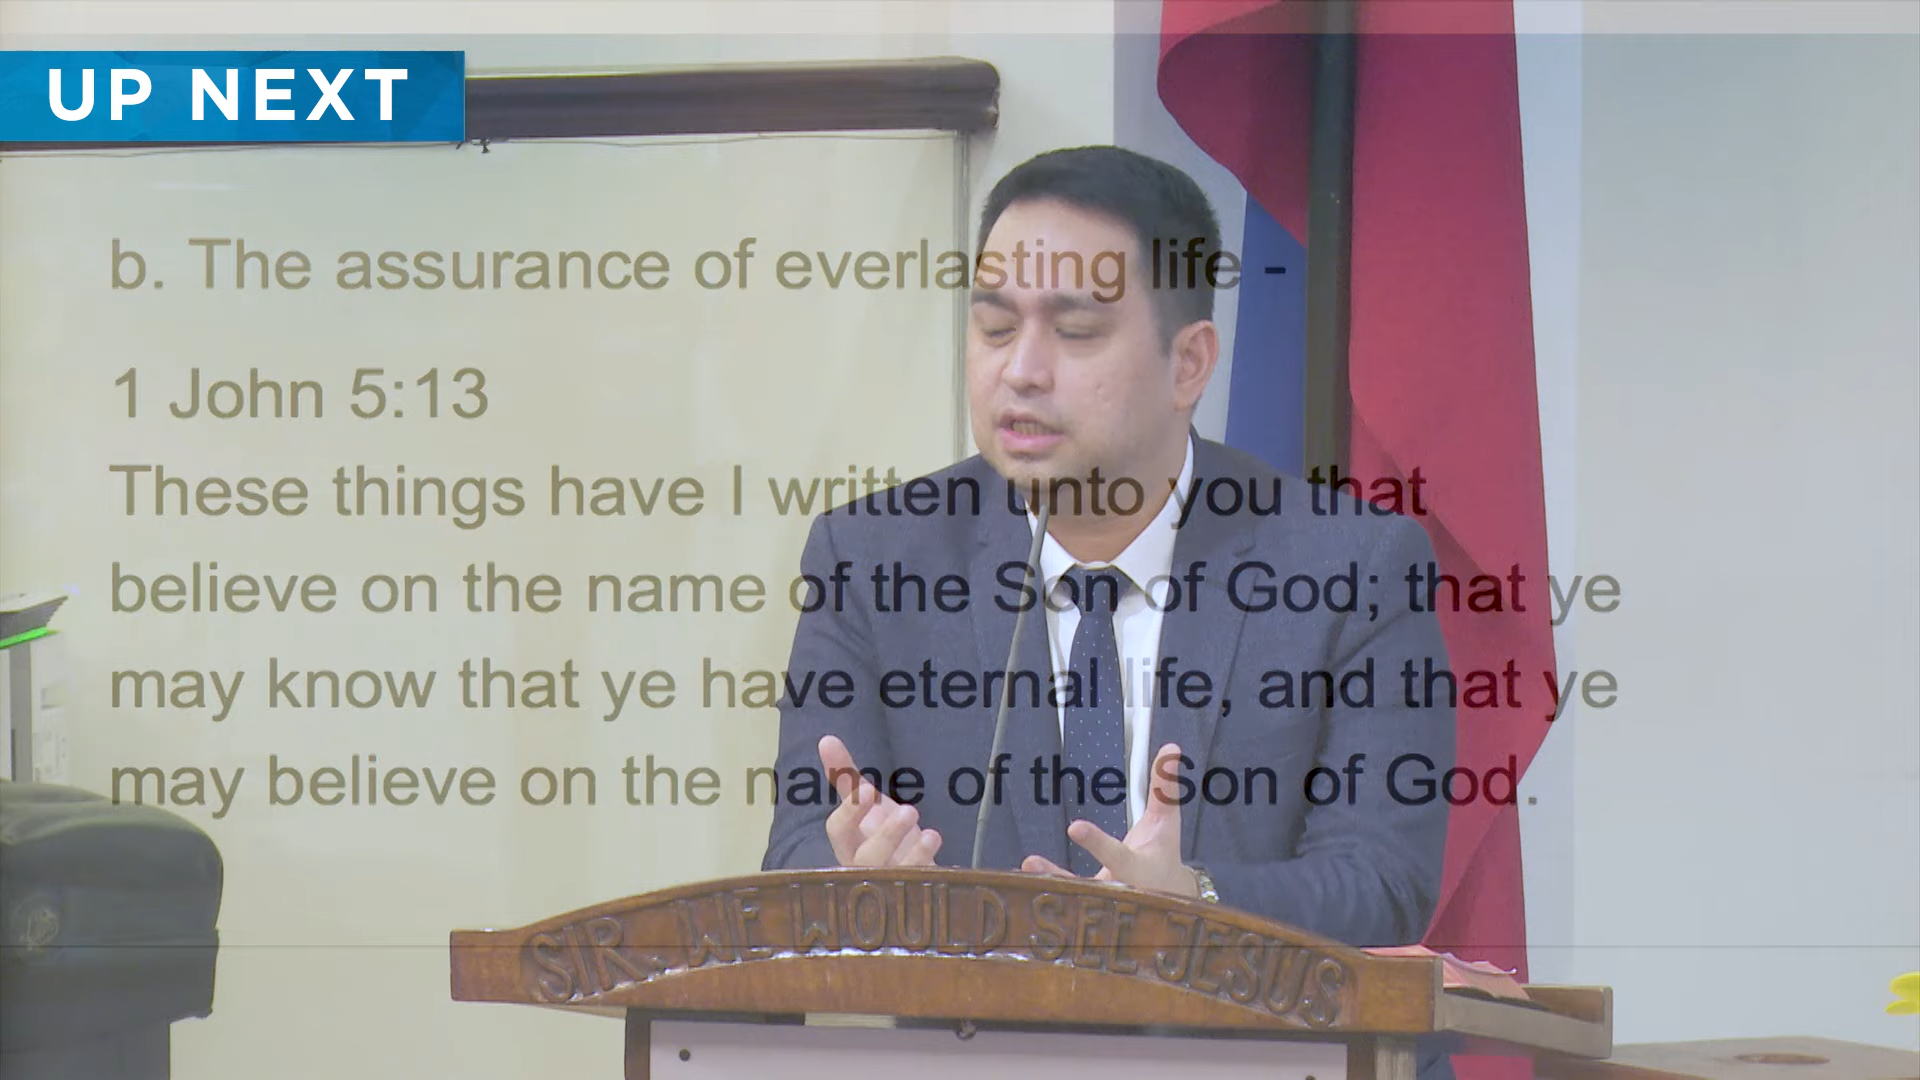 UP NEXT
b. The assurance of everlasting life -
1 John 5:13
These things have I written unto you that
believe on the name of the Son of God; that ye
may know that ye have eternal life, and that ye
may believe on the name of the Son of God.
SIR, WE WOULD SEE JESUS